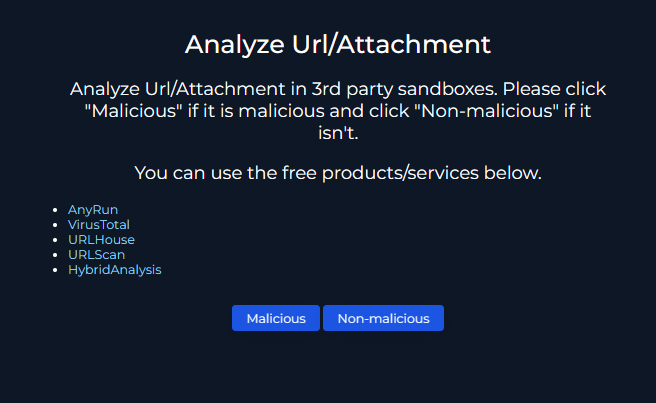 Analyze Url/Attachment
Analyze Url/Attachment in 3rd party sandboxes. Please click
"Malicious" if it is malicious and click "Non-malicious" if it
isn't.
You can use the free products/services below.
AnyRun
VirusTotal
URLHouse
URLScan
HybridAnalysis
Malicious
Non-malicious